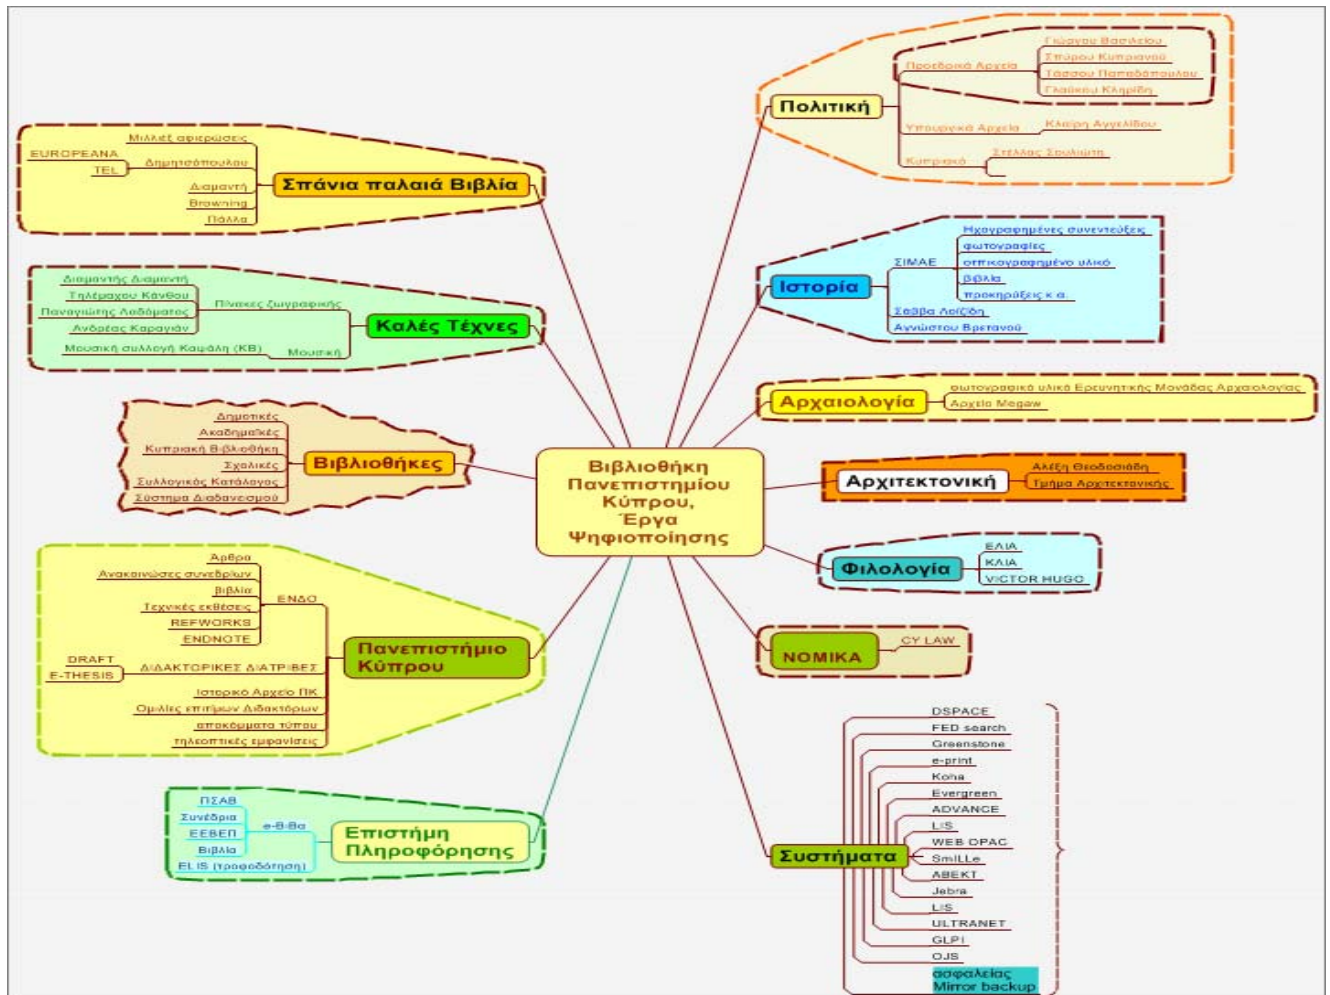 Βιβλιοθήκη
Πανεπιστημίου
Κύπρου,
Έργα
Ψηφιοποίησης
Σπάνια παλαιά Βιβλία
Μιλλιέξ αφιερώσεις
Δημητσόπουλου
EUROPEANA
TEL
Διαμαντή
Browning
Πάλλα
Καλές Τέχνες
Πίνακες ζωγραφικής
Διαμαντής Διαμαντή
Τηλέμαχου Κάνθου
Παναγιώτης Λαδόματος
Ανδρέας Καραγιάν
Μουσική
Μουσική συλλογή Καψάλη (ΚΒ)
Βιβλιοθήκες
Δημοτικές
Ακαδημαϊκές
Κυπριακή Βιβλιοθήκη
Σχολικές
Συλλογικός Κατάλογος
Σύστημα Διαδανεισμού
Πανεπιστήμιο
Κύπρου
ΕΝΔΟ
Άρθρα
Ανακοινώσες συνεδρίων
βιβλία
Τεχνικές εκθέσεις
REFWORKS
ENDNOTE
ΔΙΔΑΚΤΟΡΙΚΕΣ ΔΙΑΤΡΙΒΕΣ
DRAFT
E-THESIS
Ιστορικό Αρχείο ΠΚ
Ομιλίες επιτίμων Διδακτόρων
αποκόμματα τύπου
τηλεοπτικές εμφανίσεις
Επιστήμη
Πληροφόρησης
e-Β-Βα
ΠΣΑΒ
Συνέδρια
ΕΕΒΕΠ
Βιβλία
ELIS (τροφοδότηση)
Πολιτική
Προεδρικά Αρχεία
Γιώργου Βασιλείου
Σπύρου Κυπριανού
Τάσσου Παπαδόπουλου
Γλαύκου Κληρίδη
Υπουργικά Αρχεία
Κλαίρη Αγγελίδου
Κυπριακό
Στέλλας Σουλιώτη
Ιστορία
ΣΙΜΑΕ
Ηχογραφημένες συνεντεύξεις
φωτογραφίες
οπτικογραφημένο υλικό
βιβλία
προκηρύξεις κ.α.
Σάββα Λοϊζίδη
Αγνώστου Βρετανού
Αρχαιολογία
φωτογραφικό υλικό Ερευνητικής Μονάδας Αρχαιολογίας
Αρχείο Megaw
Αρχιτεκτονική
Αλέξη Θεοδοσιάδη
Τμήμα Αρχιτεκτονικής
Φιλολογία
ΕΛΙΑ
ΚΛΙΑ
VICTOR HUGO
ΝΟΜΙΚΑ
CY LAW
Συστήματα
DSPACE
FED search
Greenstone
e-print
Koha
Evergreen
ADVANCE
LIS
WEB OPAC
SmILLe
ABEKT
Jebra
LIS
ULTRANET
GLPI
OJS
ασφαλείας
Mirror backup